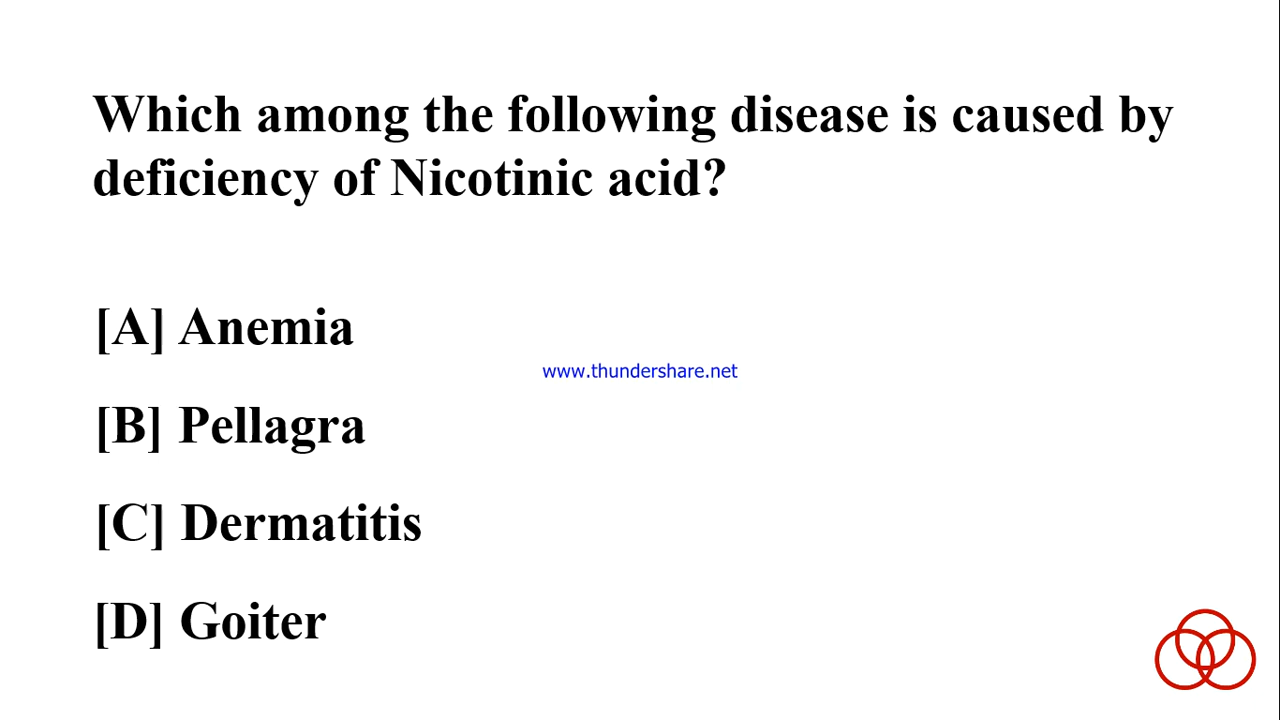 Which among the following disease is caused by
deficiency of Nicotinic acid?
[A] Anemia
www.thundershare.net
[B] Pellagra
[C] Dermatitis
[D] Goiter